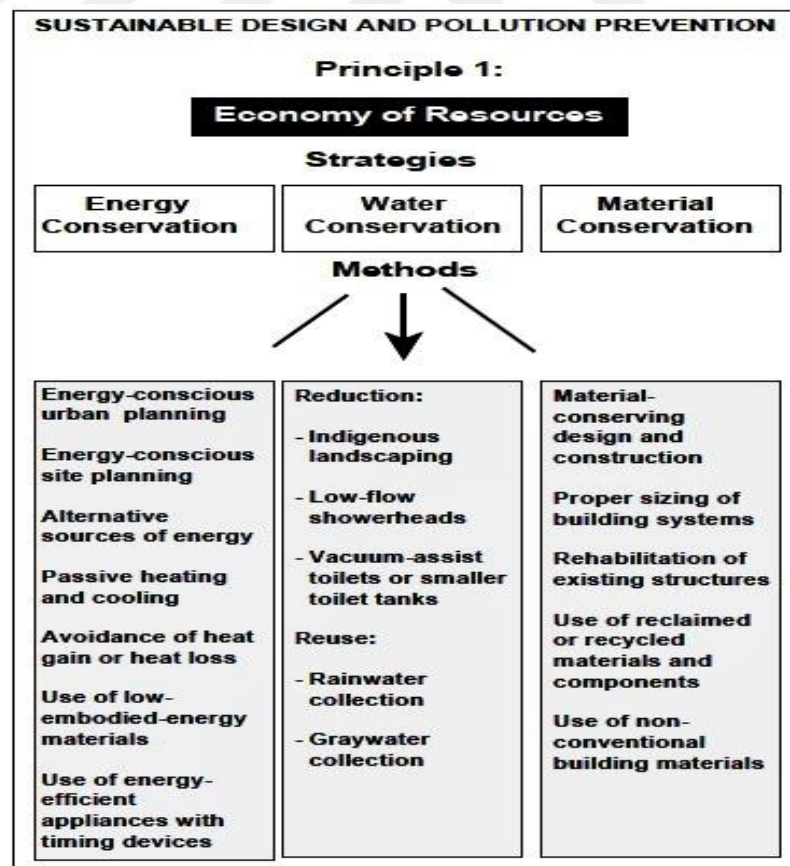 SUSTAINABLE DESIGN AND POLLUTION PREVENTION
Principle 1:
Economy of Resources
Strategies
Energy
Conservation
Water
Conservation
Material
Conservation
Methods
Energy-conscious
urban planning
Energy-conscious
site planning
Alternative
sources of energy
Passive heating
and cooling
Avoidance of heat
gain or heat loss
Use of low-
embodied-energy
materials
Use of energy-
efficient
appliances with
timing devices
Reduction:
- Indigenous
landscaping
- Low-flow
showerheads
- Vacuum-assist
toilets or smaller
toilet tanks
Reuse:
- Rainwater
collection
- Graywater
collection
Material-
conserving
design and
construction
Proper sizing of
building systems
Rehabilitation of
existing structures
Use of reclaimed
or recycled
materials and
components
Use of non-
conventional
building materials